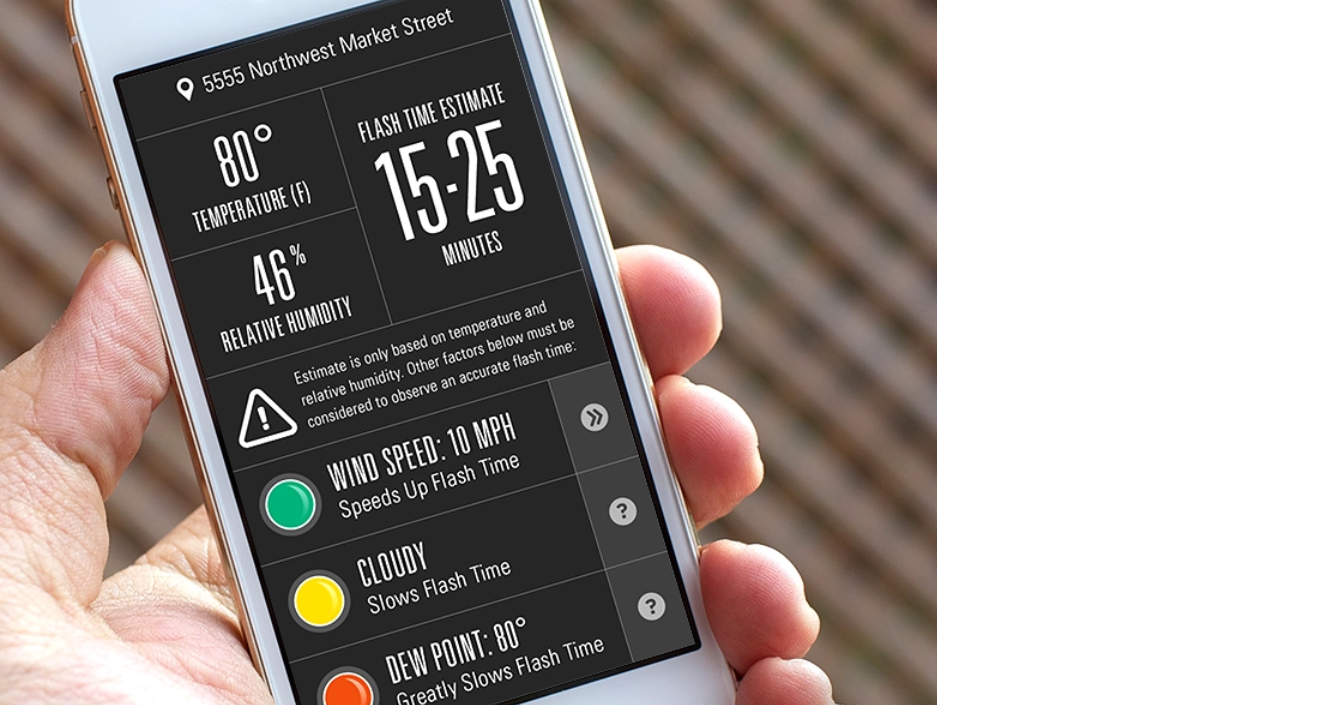 5555 Northwest Market Street
80°
TEMPERATURE (F)
46%
RELATIVE HUMIDITY
FLASH TIME ESTIMATE
15-25
MINUTES
Estimate is only based on temperature and
relative humidity. Other factors below must be
considered to observe an accurate flash time:
WIND SPEED: 10 MPH
Speeds Up Flash Time
CLOUDY
Slows Flash Time
?
DEW POINT: 80°
Greatly Slows Flash Time
?